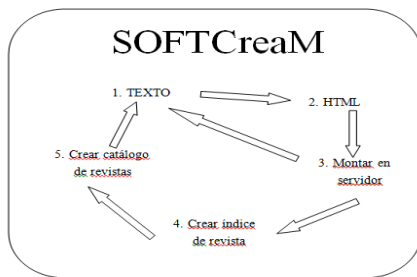 SOFTCreaM
1. TEXTO
2. HTML
3. Montar en
servidor
4. Crear índice
de revista
5. Crear catálogo
de revistas